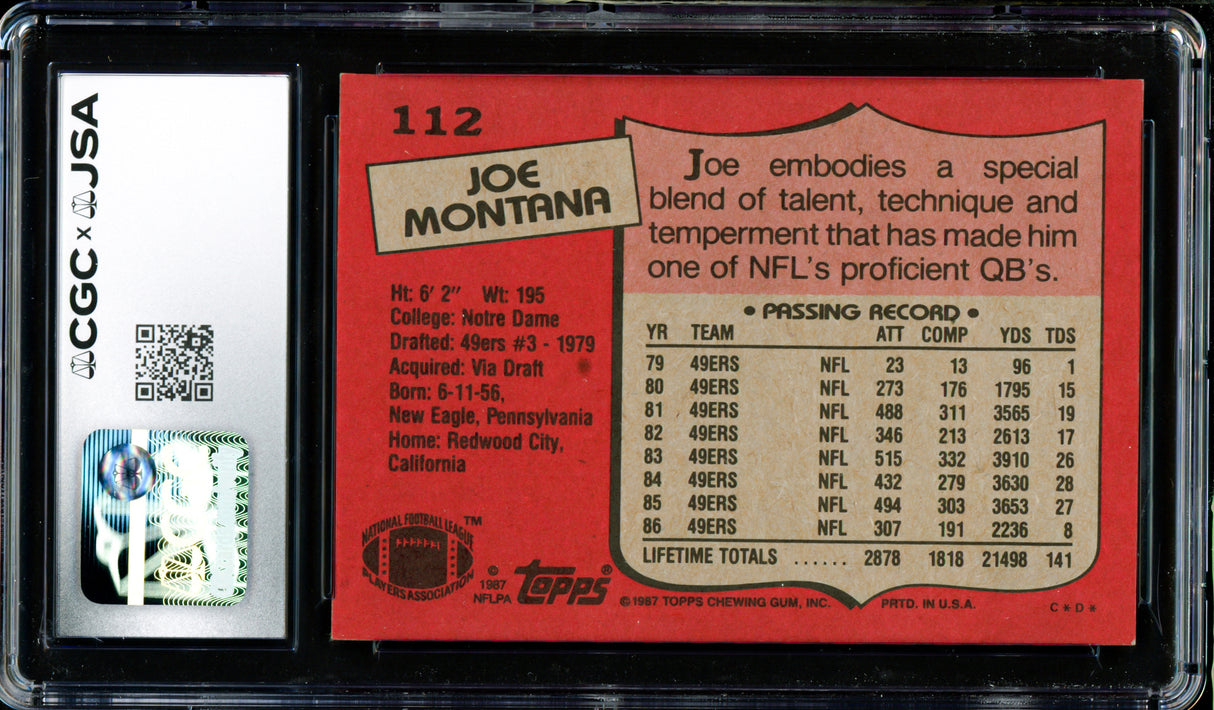 CGC x JSA
112
JOE
MONTANA
Joe embodies a special
blend of talent, technique and
temperment that has made him
one of NFL's proficient QB's.
Ht: 6' 2" Wt: 195
College: Notre Dame
Drafted: 49ers #3 - 1979
Acquired: Via Draft
Born: 6-11-56,
New Eagle, Pennsylvania
Home: Redwood City,
California
• PASSING RECORD •
YR TEAM ATT COMP YDS TDS
79 49ERS NFL 23 13 96 1
80 49ERS NFL 273 176 1795 15
81 49ERS NFL 488 311 3565 19
82 49ERS NFL 346 213 2613 17
83 49ERS NFL 515 332 3910 26
84 49ERS NFL 432 279 3630 28
85 49ERS NFL 494 303 3653 27
86 49ERS NFL 307 191 2236 8
LIFETIME TOTALS ...... 2878 1818 21498 141
NATIONAL FOOTBALL LEAGUE™
PLAYERS ASSOCIATION
© 1987 NFLPA
Topps®
© 1987 TOPPS CHEWING GUM, INC. PRTD. IN U.S.A. C*D*